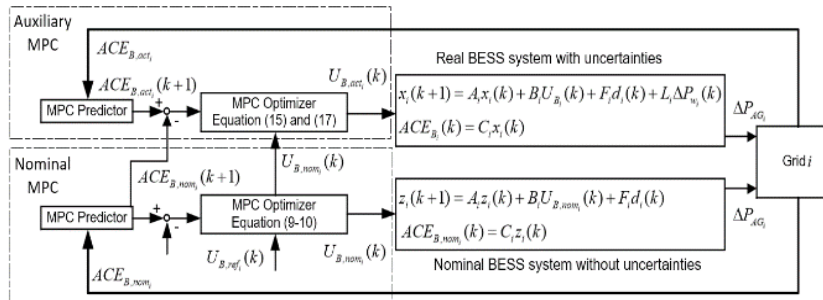 Auxiliary
MPC
ACE_{B,act_i}
ACE_{B,act_i}(k+1)
MPC Predictor
+
-
MPC Optimizer
Equation (15) and (17)
U_{B,act_i}(k)
Real BESS system with uncertainties
x_i(k+1) = A_i x_i(k) + B_i U_{B_i}(k) + F_i d_i(k) + L_i ΔP_{w_i}(k)
ACE_{B_i}(k) = C_i x_i(k)
ΔP_{AG_i}
Grid i
Nominal
MPC
ACE_{B,nom_i}(k+1)
U_{B,nom_i}(k)
MPC Predictor
+
-
MPC Optimizer
Equation (9-10)
U_{B,ref_i}(k)
U_{B,nom_i}(k)
z_i(k+1) = A_i z_i(k) + B_i U_{B,nom_i}(k) + F_i d_i(k)
ACE_{B,nom_i}(k) = C_i z_i(k)
ΔP_{AG_i}
ACE_{B,nom_i}
Nominal BESS system without uncertainties